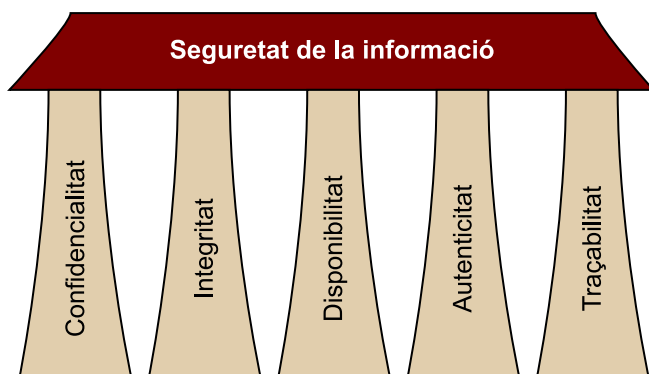 Seguretat de la informació
Confidencialitat
Integritat
Disponibilitat
Autenticitat
Traçabilitat